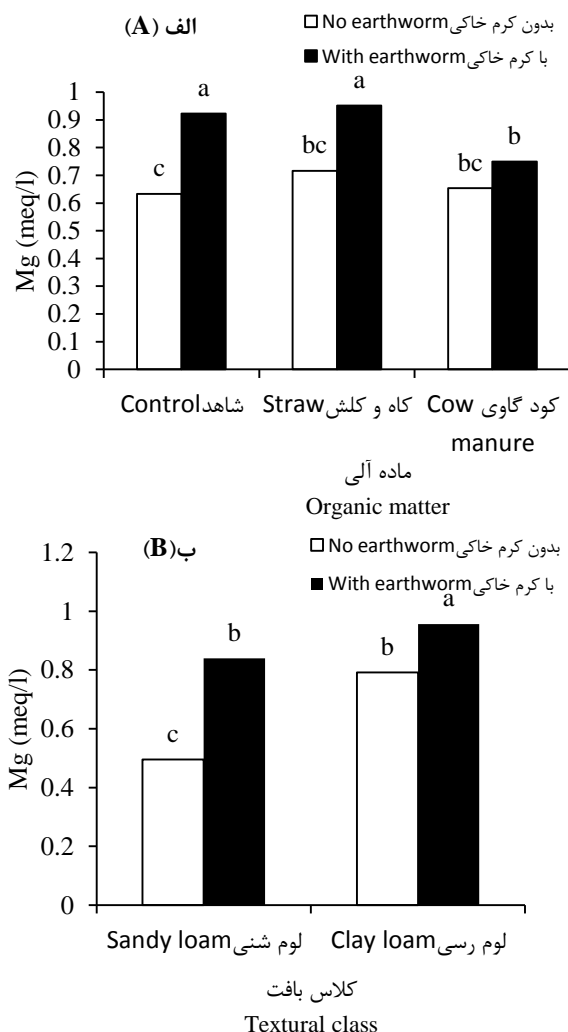 الف (A)
No earthworm بدون کرم خاکی
With earthworm با کرم خاکی
Mg (meq/l)
1
0.9
0.8
0.7
0.6
0.5
0.4
0.3
0.2
0.1
0
c
a
bc
a
bc
b
Control شاهد
Straw کاه و کلش
Cow کود گاوی
manure
ماده آلی
Organic matter
ب (B)
No earthworm بدون کرم خاکی
With earthworm با کرم خاکی
Mg (meq/l)
1.2
1
0.8
0.6
0.4
0.2
0
c
b
b
a
Sandy loam لوم شنی
Clay loam لوم رسی
کلاس بافت
Textural class